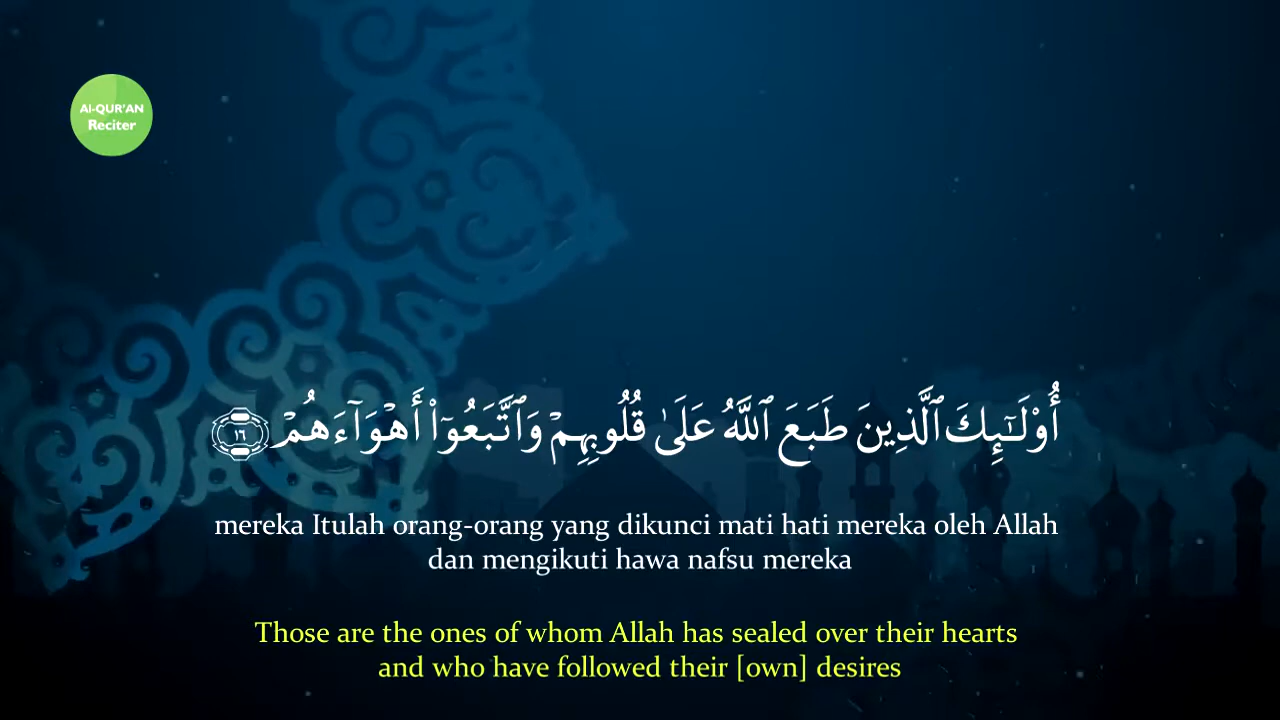 Al-QUR'AN
Reciter
أُوْلَـٰٓئِكَ ٱلَّذِينَ طَبَعَ ٱللَّهُ عَلَىٰ قُلُوبِهِمْ وَٱتَّبَعُوٓا۟ أَهْوَآءَهُمْ ١٦
mereka Itulah orang-orang yang dikunci mati hati mereka oleh Allah
dan mengikuti hawa nafsu mereka
Those are the ones of whom Allah has sealed over their hearts
and who have followed their [own] desires